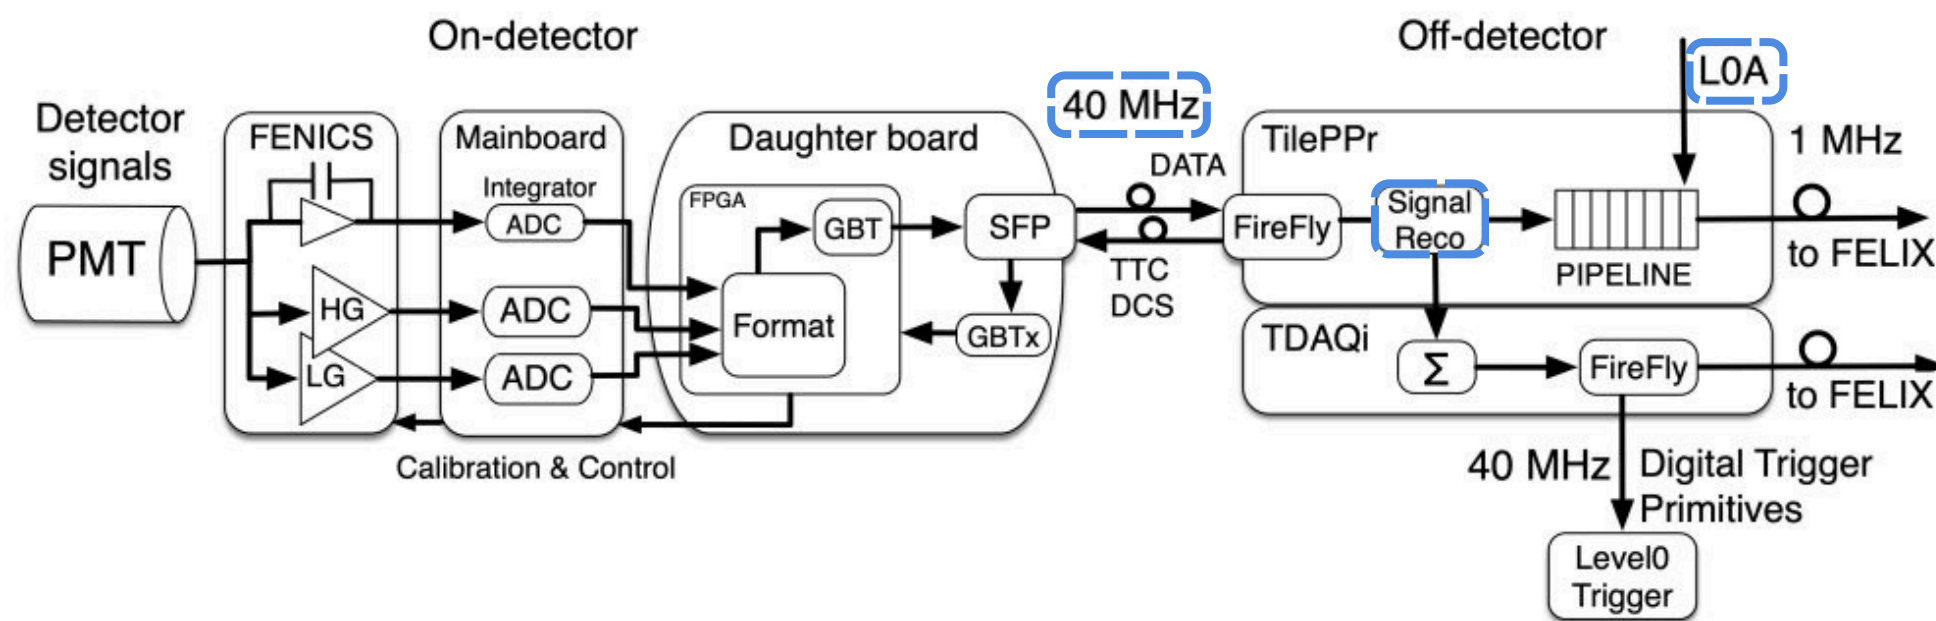 On-detector
Off-detector
Detector
signals
PMT
FENICS
HG
LG
Mainboard
Integrator
ADC
ADC
ADC
Calibration & Control
Daughter board
FPGA
GBT
Format
SFP
GBTx
40 MHz
DATA
TTC
DCS
L0A
TilePPr
FireFly
Signal
Reco
PIPELINE
1 MHz
to FELIX
TDAQi
Σ
FireFly
to FELIX
40 MHz
Digital Trigger
Primitives
Level0
Trigger